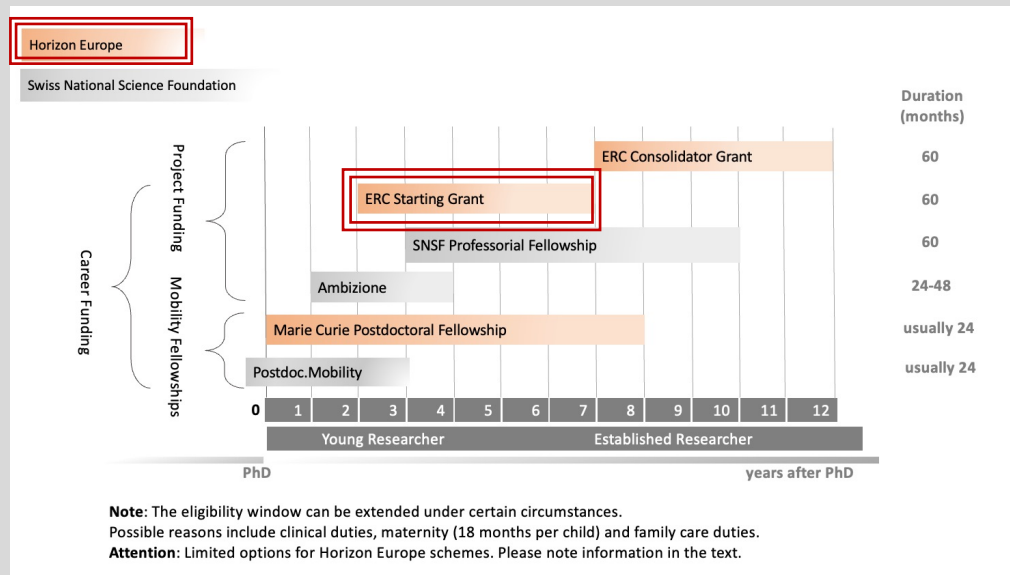 Horizon Europe
Swiss National Science Foundation
Duration
(months)
Project Funding
ERC Consolidator Grant
60
ERC Starting Grant
60
SNSF Professorial Fellowship
60
Career Funding
Ambizione
24-48
Mobility Fellowships
Marie Curie Postdoctoral Fellowship
usually 24
Postdoc.Mobility
usually 24
0 1 2 3 4 5 6 7 8 9 10 11 12
Young Researcher Established Researcher
PhD years after PhD
Note: The eligibility window can be extended under certain circumstances.
Possible reasons include clinical duties, maternity (18 months per child) and family care duties.
Attention: Limited options for Horizon Europe schemes. Please note information in the text.